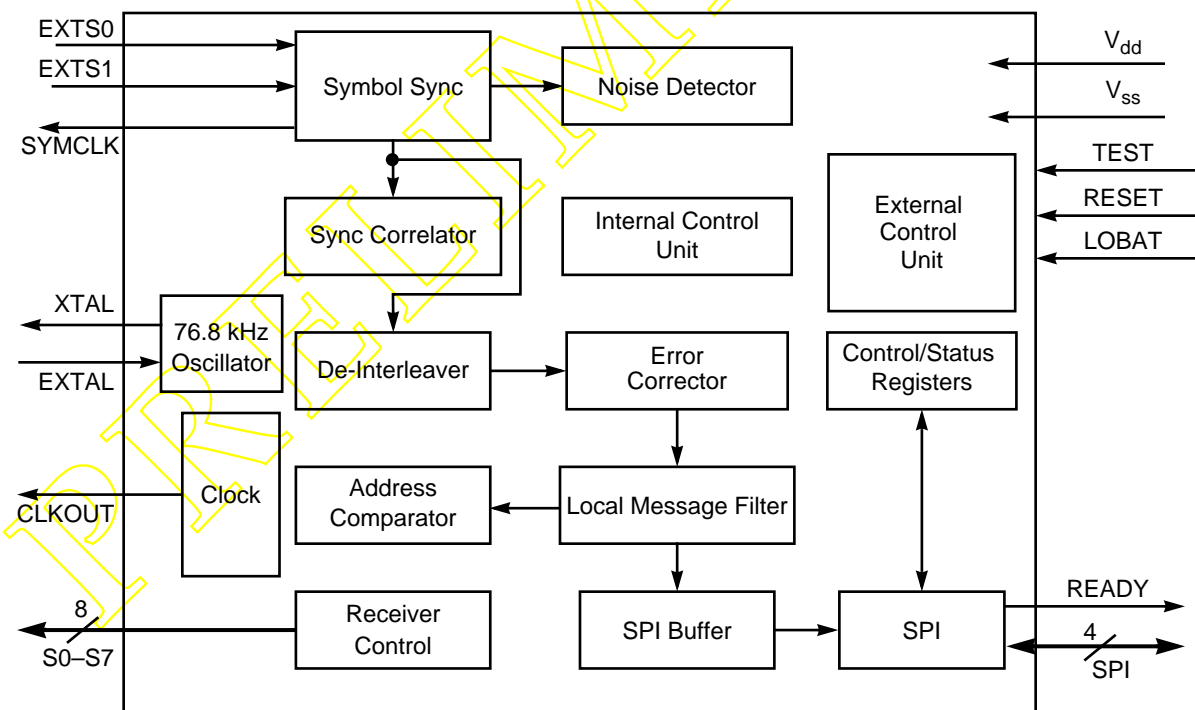 EXTS0
EXTS1
SYMCLK
Symbol Sync
Noise Detector
Vdd
Vss
TEST
RESET
LOBAT
Sync Correlator
Internal Control
Unit
External
Control
Unit
XTAL
EXTAL
76.8 kHz
Oscillator
De-Interleaver
Error
Corrector
Control/Status
Registers
Clock
CLKOUT
Address
Comparator
Local Message Filter
8
S0–S7
Receiver
Control
SPI Buffer
SPI
READY
4
SPI
PRELIM